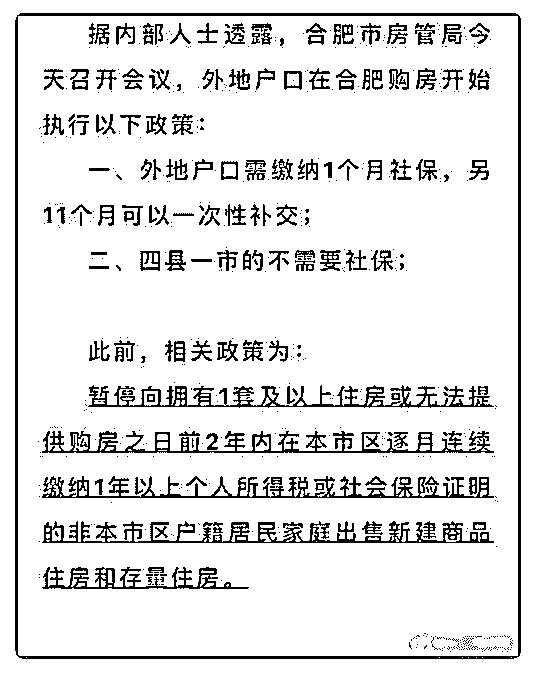 据内部人士透露，合肥市房管局今
天召开会议，外地户口在合肥购房开始
执行以下政策：
一、外地户口需缴纳1个月社保，另
11个月可以一次性补交；
二、四县一市的不需要社保；
此前，相关政策为：
暂停向拥有1套及以上住房或无法提
供购房之日前2年内在本市区逐月连续
缴纳1年以上个人所得税或社会保险证明
的非本市区户籍居民家庭出售新建商品
住房和存量住房。